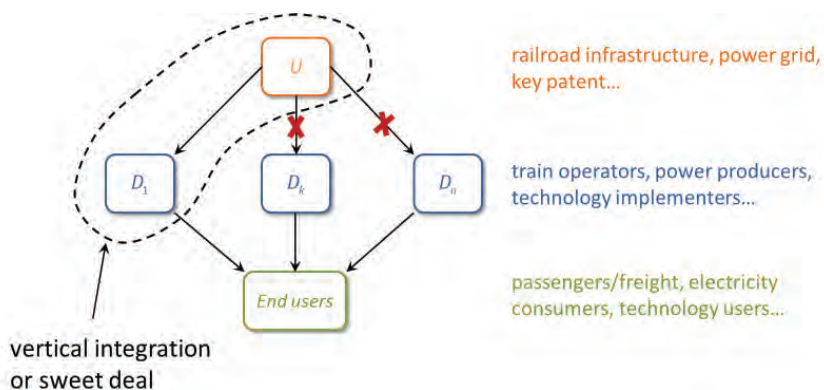 U
railroad infrastructure, power grid,
key patent...
D1
Dk
Dn
train operators, power producers,
technology implementers...
End users
passengers/freight, electricity
consumers, technology users...
vertical integration
or sweet deal